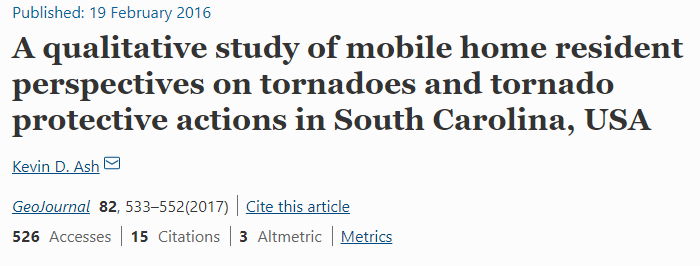 Published: 19 February 2016
A qualitative study of mobile home resident
perspectives on tornadoes and tornado
protective actions in South Carolina, USA
Kevin D. Ash
GeoJournal 82, 533–552(2017) | Cite this article
526 Accesses | 15 Citations | 3 Altmetric | Metrics